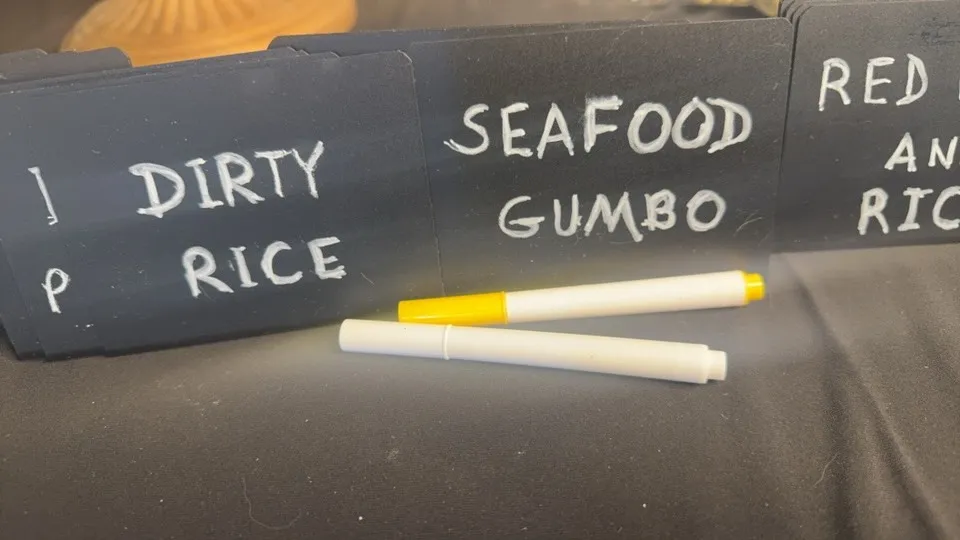 DIRTY
RICE
SEAFOOD
GUMBO
RED
AN
RIC